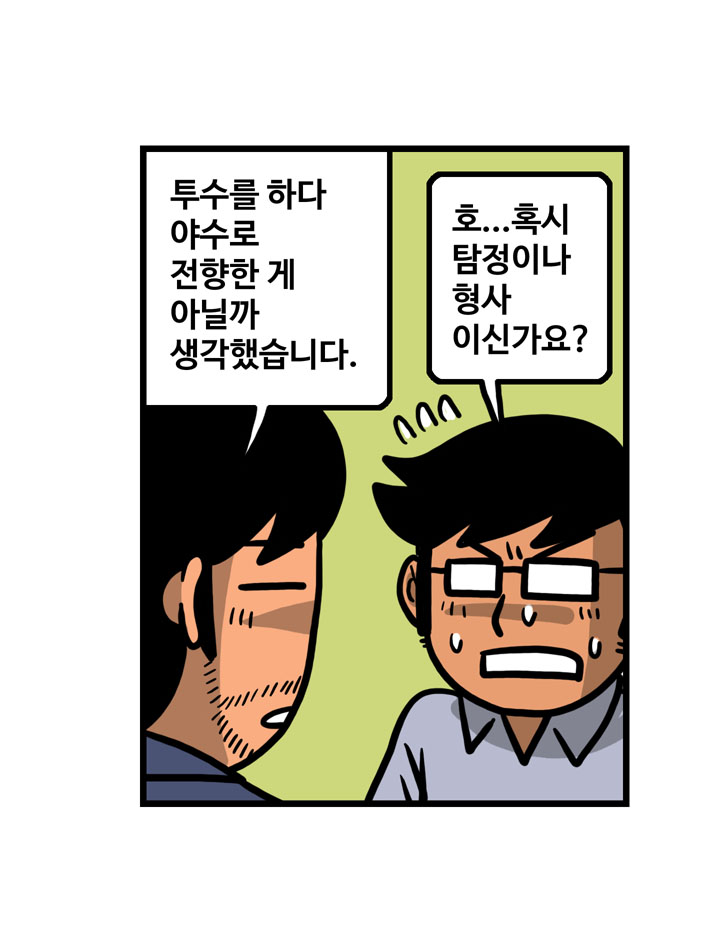 투수를 하다
야수로
전향한 게
아닐까
생각했습니다.
호...혹시
탐정이나
형사
이신가요?